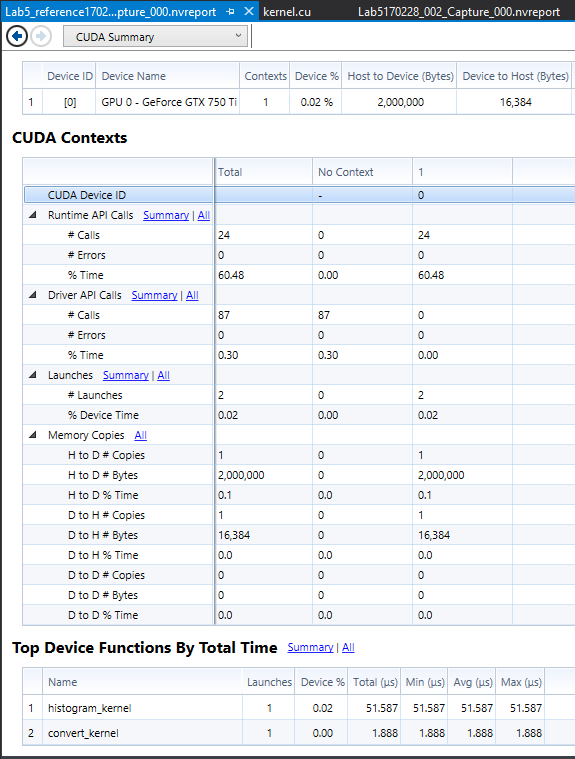 Lab5_reference1702...pture_000.nvreport kernel.cu Lab5170228_002_Capture_000.nvreport
CUDA Summary
Device ID Device Name Contexts Device % Host to Device (Bytes) Device to Host (Bytes)
1 [0] GPU 0 - GeForce GTX 750 Ti 1 0.02 % 2,000,000 16,384
CUDA Contexts
Total No Context 1
CUDA Device ID - 0
Runtime API Calls Summary | All
# Calls 24 0 24
# Errors 0 0 0
% Time 60.48 0.00 60.48
Driver API Calls Summary | All
# Calls 87 87 0
# Errors 0 0 0
% Time 0.30 0.30 0.00
Launches Summary | All
# Launches 2 0 2
% Device Time 0.02 0.00 0.02
Memory Copies All
H to D # Copies 1 0 1
H to D # Bytes 2,000,000 0 2,000,000
H to D % Time 0.1 0.0 0.1
D to H # Copies 1 0 1
D to H # Bytes 16,384 0 16,384
D to H % Time 0.0 0.0 0.0
D to D # Copies 0 0 0
D to D # Bytes 0 0 0
D to D % Time 0.0 0.0 0.0
Top Device Functions By Total Time Summary | All
Name Launches Device % Total (µs) Min (µs) Avg (µs) Max (µs)
1 histogram_kernel 1 0.02 51.587 51.587 51.587 51.587
2 convert_kernel 1 0.00 1.888 1.888 1.888 1.888